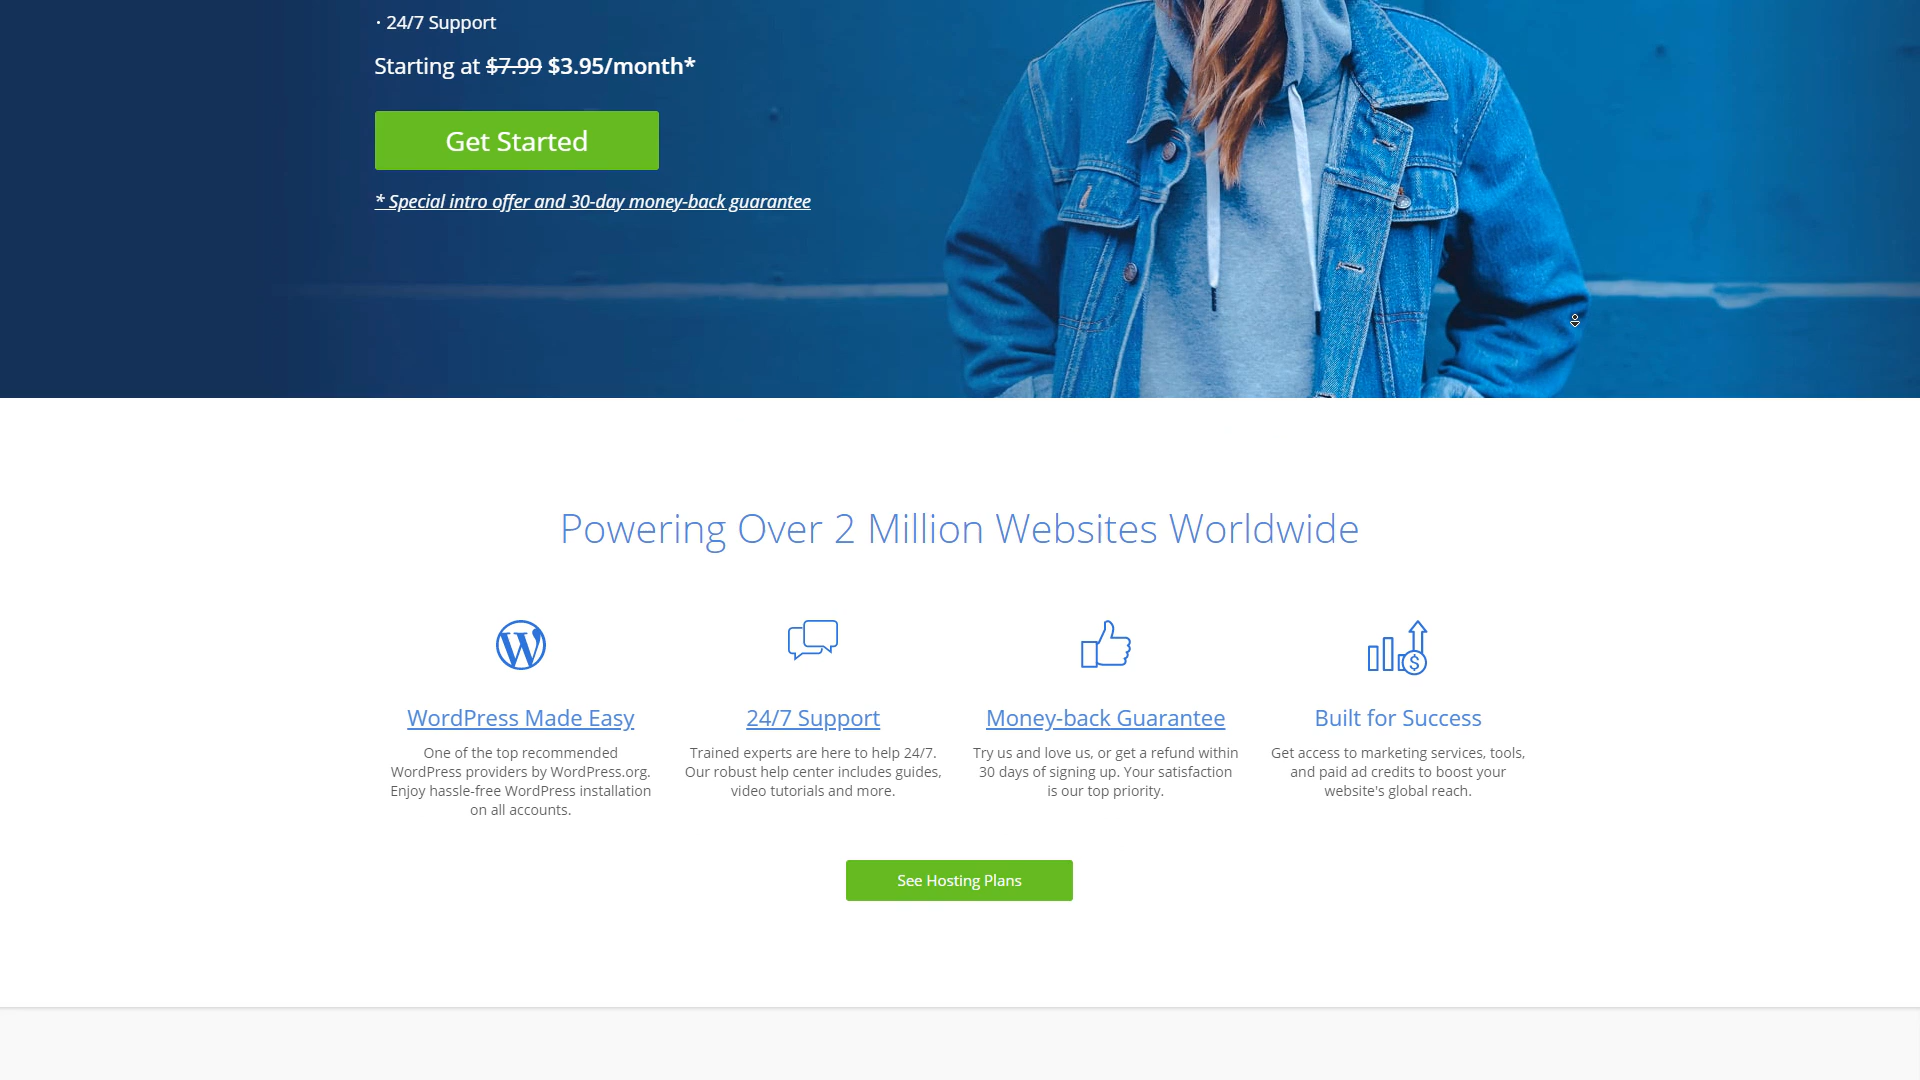 · 24/7 Support
Starting at $7.99 $3.95/month*
Get Started
* Special intro offer and 30-day money-back guarantee
Powering Over 2 Million Websites Worldwide
WordPress Made Easy
One of the top recommended
WordPress providers by WordPress.org.
Enjoy hassle-free WordPress installation
on all accounts.
24/7 Support
Trained experts are here to help 24/7.
Our robust help center includes guides,
video tutorials and more.
Money-back Guarantee
Try us and love us, or get a refund within
30 days of signing up. Your satisfaction
is our top priority.
Built for Success
Get access to marketing services, tools,
and paid ad credits to boost your
website's global reach.
See Hosting Plans